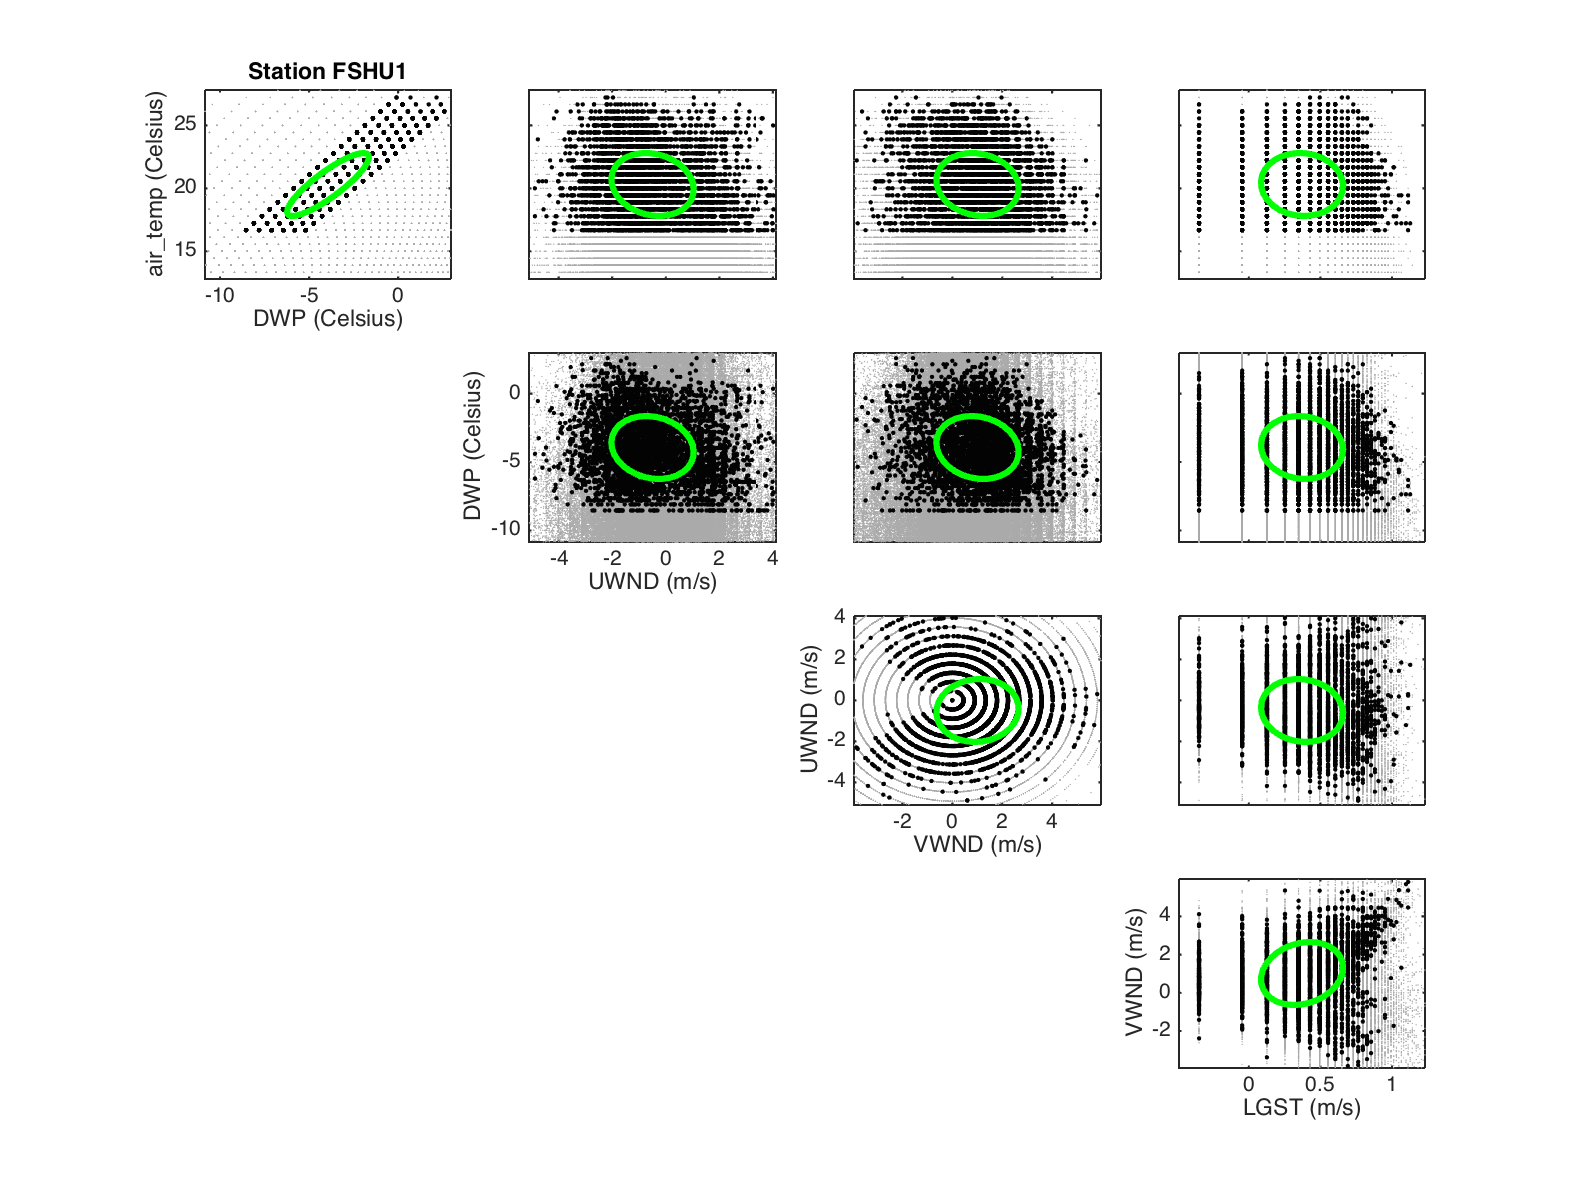 Station FSHU1
air_temp (Celsius)
25
20
15
-10 -5 0
DWP (Celsius)
DWP (Celsius)
0
-5
-10
-4 -2 0 2 4
UWND (m/s)
UWND (m/s)
4
2
0
-2
-4
-2 0 2 4
VWND (m/s)
VWND (m/s)
4
2
0
-2
0 0.5 1
LGST (m/s)